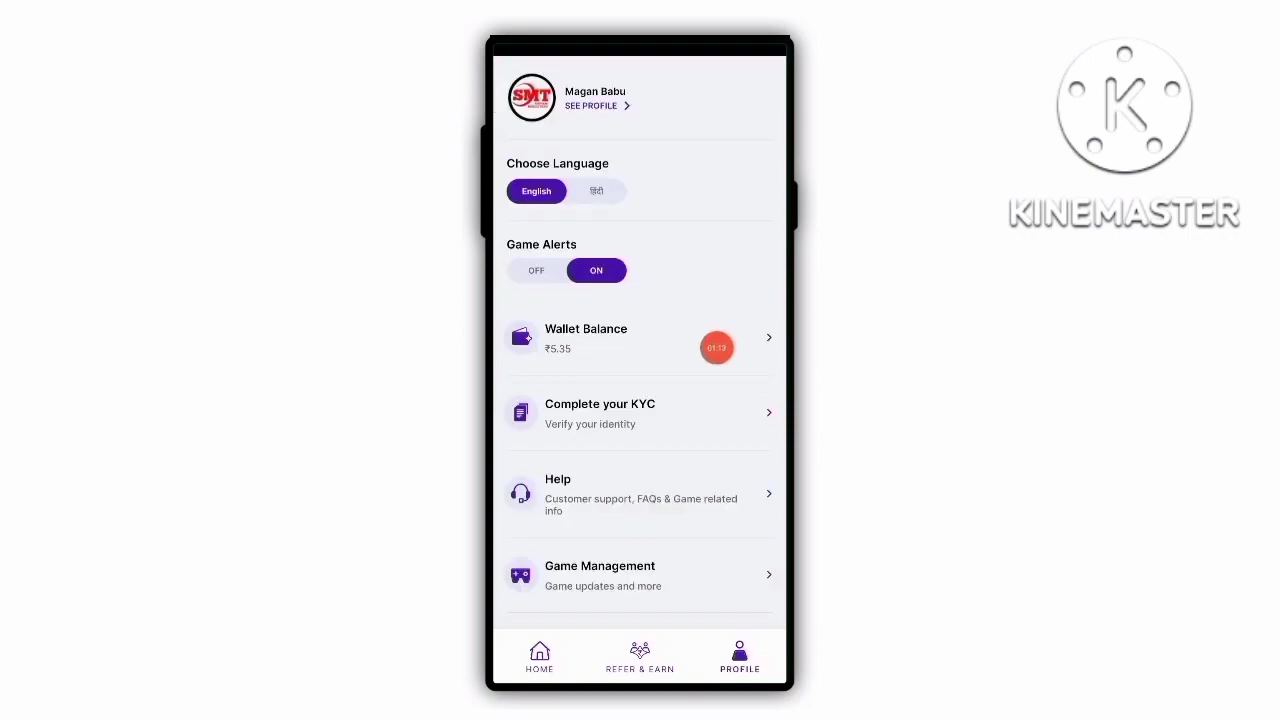 SMT
Magan Babu
SEE PROFILE
Choose Language
English
हिंदी
Game Alerts
OFF
ON
Wallet Balance
₹5.35
01:13
Complete your KYC
Verify your identity
Help
Customer support, FAQs & Game related
info
Game Management
Game updates and more
HOME
REFER & EARN
PROFILE
K
KINEMASTER